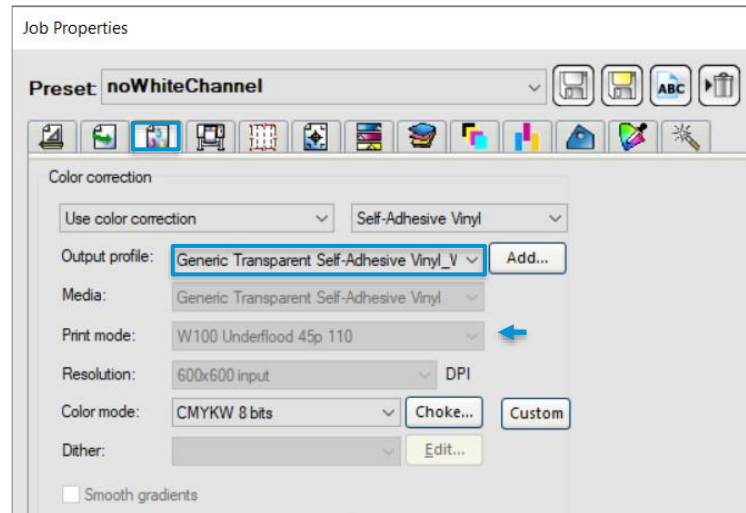 Job Properties
Preset: noWhiteChannel
ABC
Color correction
Use color correction Self-Adhesive Vinyl
Output profile: Generic Transparent Self-Adhesive Vinyl_W Add...
Media: Generic Transparent Self-Adhesive Vinyl
Print mode: W100 Underflood 45p 110
Resolution: 600x600 input DPI
Color mode: CMYKW 8 bits Choke... Custom
Dither: Edit...
Smooth gradients